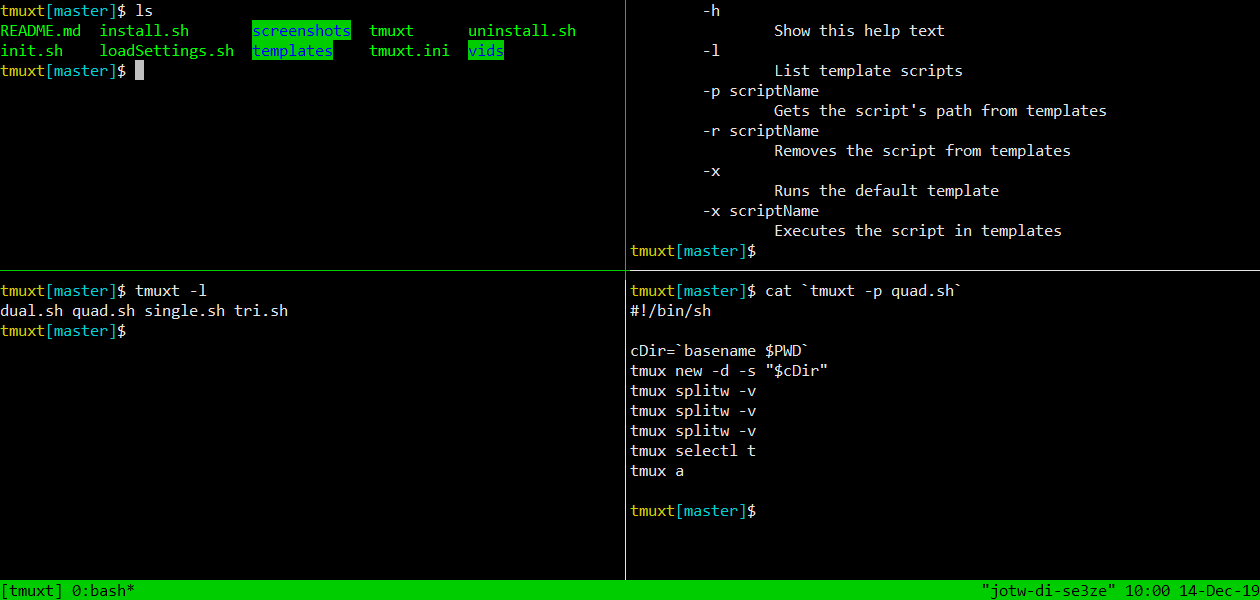 tmuxt[master]$ ls
README.md  install.sh       screenshots  tmuxt      uninstall.sh
init.sh    loadSettings.sh  templates    tmuxt.ini  vids
tmuxt[master]$
-h
Show this help text
-l
List template scripts
-p scriptName
Gets the script's path from templates
-r scriptName
Removes the script from templates
-x
Runs the default template
-x scriptName
Executes the script in templates
tmuxt[master]$
tmuxt[master]$ tmuxt -l
dual.sh quad.sh single.sh tri.sh
tmuxt[master]$
tmuxt[master]$ cat `tmuxt -p quad.sh`
#!/bin/sh
cDir=`basename $PWD`
tmux new -d -s "$cDir"
tmux splitw -v
tmux splitw -v
tmux splitw -v
tmux selectl t
tmux a
tmuxt[master]$
[tmuxt] 0:bash* "jotw-di-se3ze" 10:00 14-Dec-19